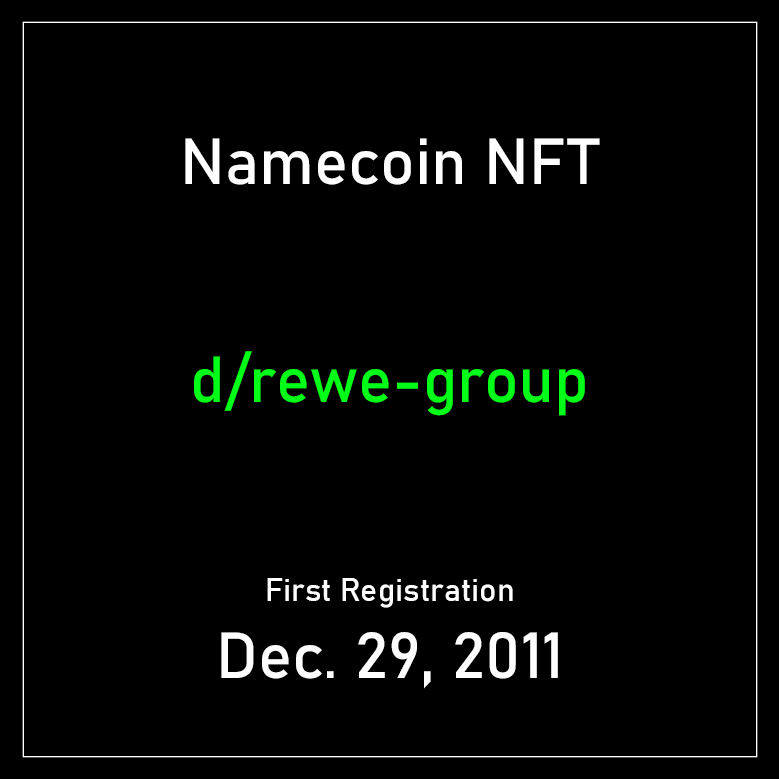 Namecoin NFT
d/rewe-group
First Registration
Dec. 29, 2011